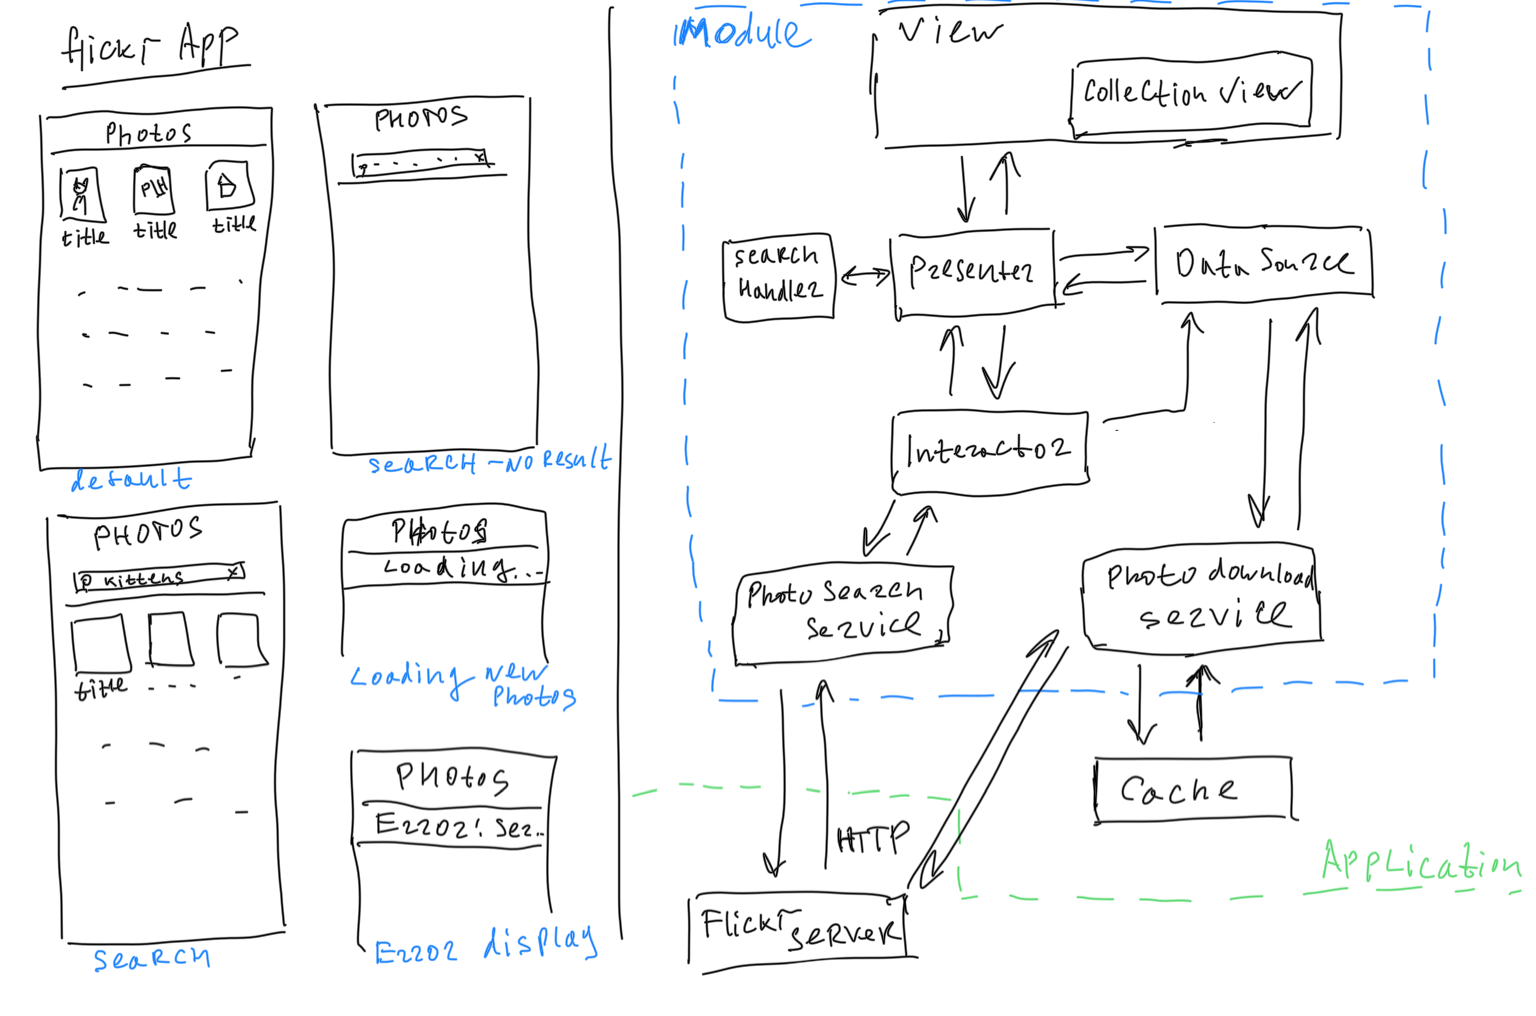 flickr App
Photos
PLH
title
title
title
default
PHOTOS
SEARCH - NO RESULT
PHOTOS
kittens x
title
SEARCH
Photos
Loading...
Loading new
Photos
Photos
Error: Ser..
Error display
Module
View
Collection View
Search
Handler
Presenter
Data Source
Interactor
Photo Search
Service
Photo download
service
Cache
HTTP
Application
Flickr
Server